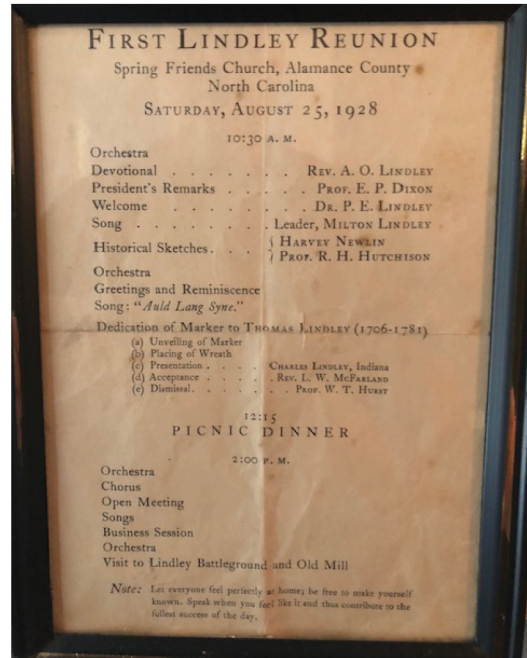 FIRST LINDLEY REUNION
Spring Friends Church, Alamance County
North Carolina
SATURDAY, AUGUST 25, 1928
10:30 A. M.
Orchestra
Devotional . . . . . . . REV. A. O. LINDLEY
President's Remarks . . . . . PROF. E. P. DIXON
Welcome . . . . . . . . DR. P. E. LINDLEY
Song . . . . . . . . Leader, MILTON LINDLEY
Historical Sketches . . . { HARVEY NEWLIN
PROF. R. H. HUTCHISON
Orchestra
Greetings and Reminiscence
Song: "Auld Lang Syne."
Dedication of Marker to THOMAS LINDLEY (1706-1781)
(a) Unveiling of Marker
(b) Placing of Wreath
(c) Presentation . . . . CHARLES LINDLEY, Indiana
(d) Acceptance . . . . . REV. L. W. MCFARLAND
(e) Dismissal . . . . . . . PROF. W. T. HURST
12:15
PICNIC DINNER
2:00 P. M.
Orchestra
Chorus
Open Meeting
Songs
Business Session
Orchestra
Visit to Lindley Battleground and Old Mill
Note: Let everyone feel perfectly at home; be free to make yourself
known. Speak when you feel like it and thus contribute to the
fullest success of the day.